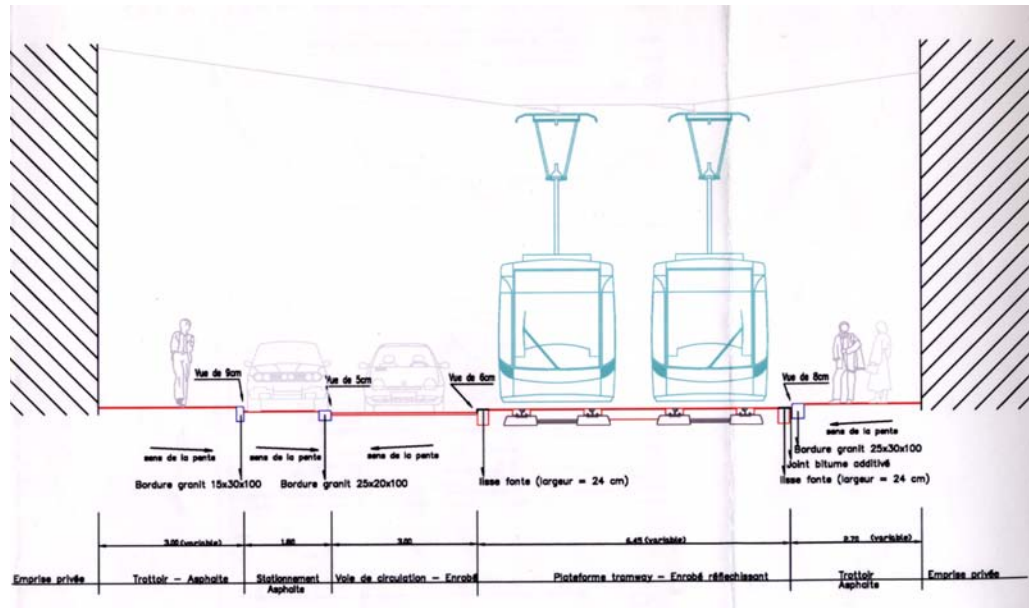 Vue de 9cm
Vue de 5cm
Vue de 6cm
Vue de 8cm
sens de la pente
sens de la pente
sens de la pente
sens de la pente
Bordure granit 15x30x100
Bordure granit 25x20x100
lisse fonte (largeur = 24 cm)
Bordure granit 25x30x100
Joint bitume additivé
lisse fonte (largeur = 24 cm)
3.00 (variable)
3.00
6.45 (variable)
2.70 (variable)
Emprise privée
Trottoir – Asphalte
Stationnement
Asphalte
Voie de circulation – Enrobé
Plateforme tramway – Enrobé réflechissant
Trottoir
Asphalte
Emprise privée